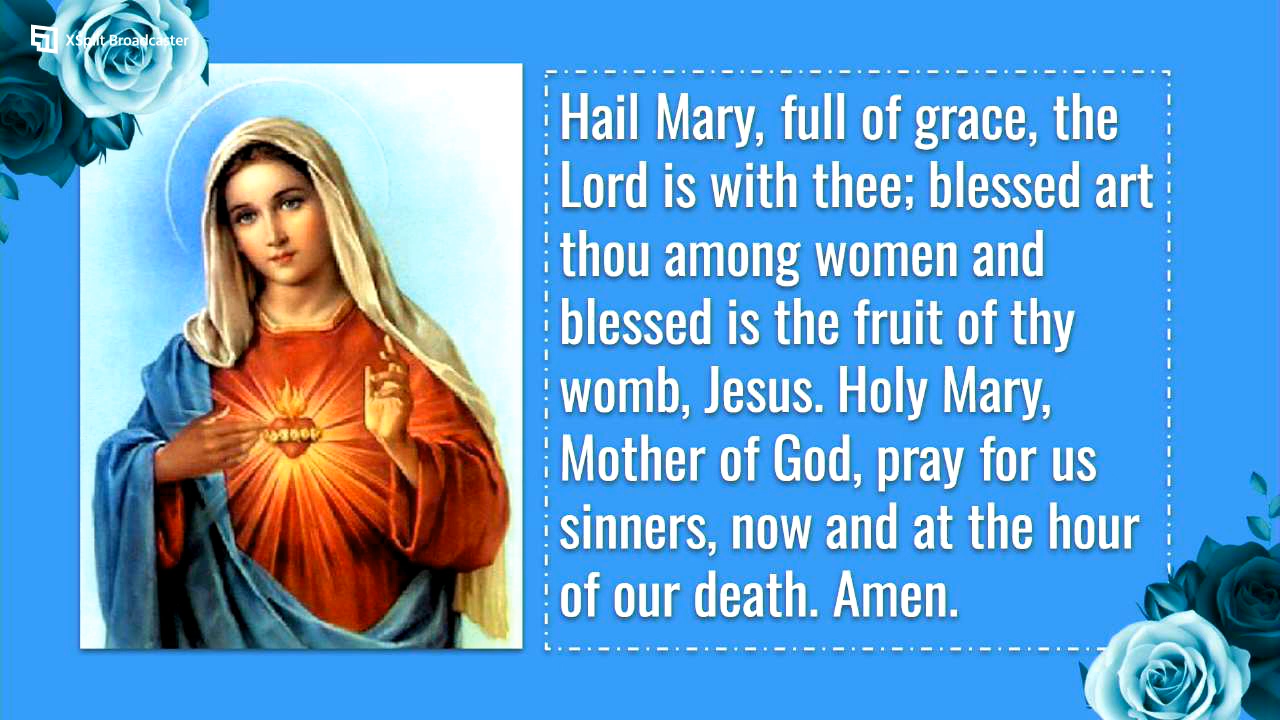 XSplit Broadcaster
Hail Mary, full of grace, the
Lord is with thee; blessed art
thou among women and
blessed is the fruit of thy
womb, Jesus. Holy Mary,
Mother of God, pray for us
sinners, now and at the hour
of our death. Amen.